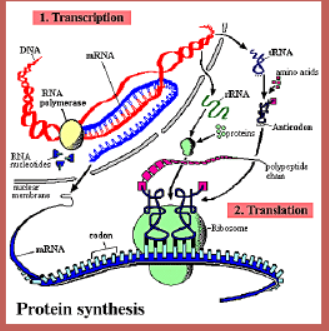 1. Transcription
DNA
mRNA
tRNA
amino acids
RNA
polymerase
rRNA
proteins
Anticodon
RNA
nucleotides
polypeptide
chain
nuclear
membrane
2. Translation
Ribosome
codon
mRNA
Protein synthesis